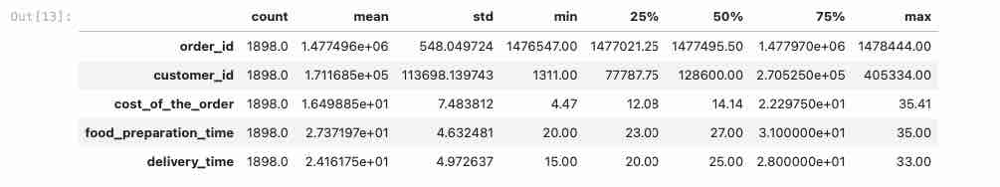 Out[13]:
count mean std min 25% 50% 75% max
order_id 1898.0 1.477496e+06 548.049724 1476547.00 1477021.25 1477495.50 1.477970e+06 1478444.00
customer_id 1898.0 1.711685e+05 113698.139743 1311.00 77787.75 128600.00 2.705250e+05 405334.00
cost_of_the_order 1898.0 1.649885e+01 7.483812 4.47 12.08 14.14 2.229750e+01 35.41
food_preparation_time 1898.0 2.737197e+01 4.632481 20.00 23.00 27.00 3.100000e+01 35.00
delivery_time 1898.0 2.416175e+01 4.972637 15.00 20.00 25.00 2.800000e+01 33.00